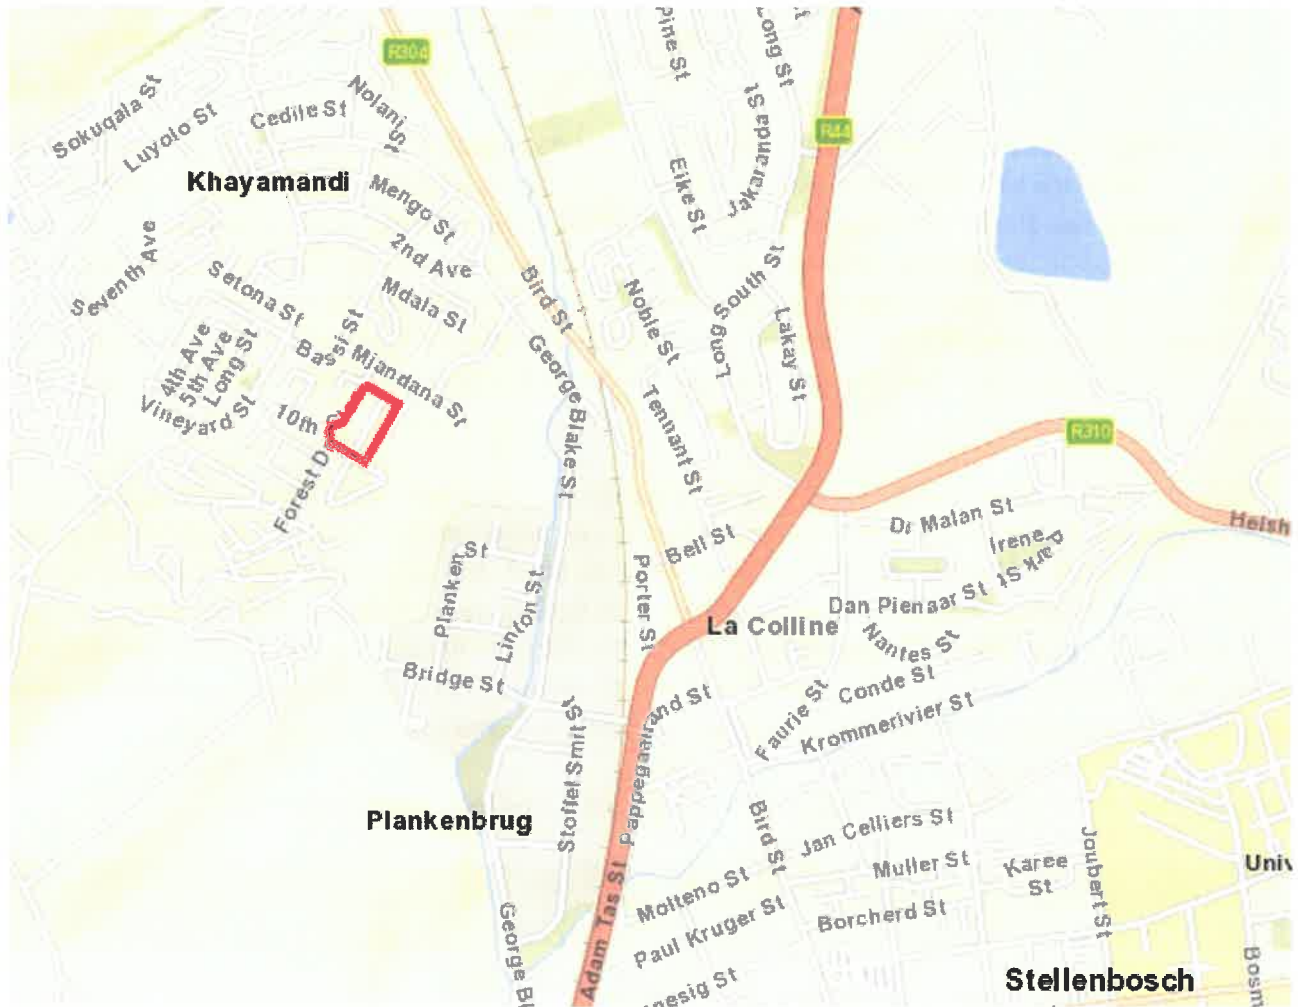 Pine St
Long St
R304
Sokuqala St
Luyolo St
Cedile St
Nolani St
R44
Jakaranda St
Khayamandi
Mengo St
Eike St
Seventh Ave
2nd Ave
Setona St
Mdala St
Bird St
Noble St
Long South St
Lakay St
4th Ave
5th Ave
Long St
Bassi St
Mjandana St
George Blake St
Vineyard St
10th
Tennant St
R310
Forest D
Dr Malan St
Helsh
Irene
Park St
Bell St
Planken St
Linton St
Porter St
Dan Pienaar St
La Colline
Nantes St
Bridge St
Conde St
Faurie St
Krommerivier St
Stoffel Smit St
Pappegaairand St
Plankenbrug
Bird St
Jan Celliers St
Muller St
Karee
St
Joubert St
Univ
Molteno St
Adam Tas St
Paul Kruger St
Borcherd St
George Bl
nesig St
Stellenbosch
Bosm